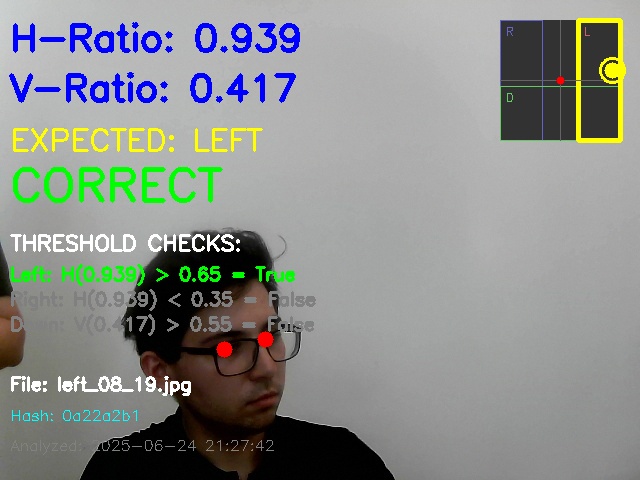 H-Ratio: 0.939
V-Ratio: 0.417
EXPECTED: LEFT
CORRECT
THRESHOLD CHECKS:
Left: H(0.939) > 0.65 = True
Right: H(0.939) < 0.35 = False
Down: V(0.417) > 0.55 = False
File: left_08_19.jpg
Hash: 0a22a2b1
Analyzed: 2025-06-24 21:27:42
R
L
D